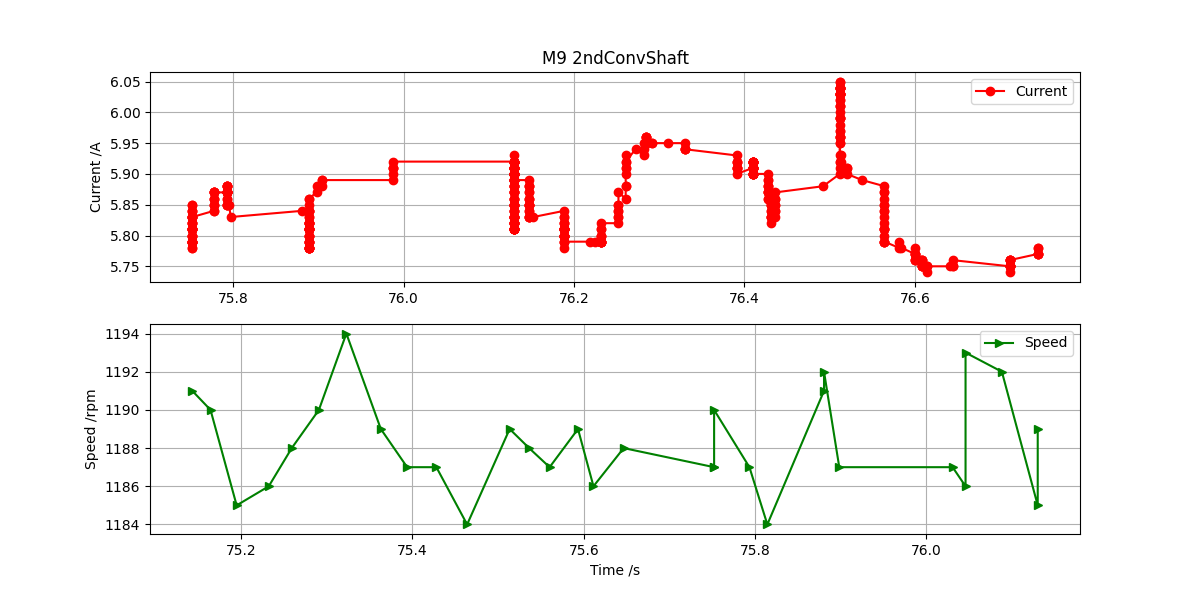 M9 2ndConvShaft
Current /A
6.05
6.00
5.95
5.90
5.85
5.80
5.75
Current
75.8 76.0 76.2 76.4 76.6
Speed /rpm
1194
1192
1190
1188
1186
1184
Speed
75.2 75.4 75.6 75.8 76.0
Time /s